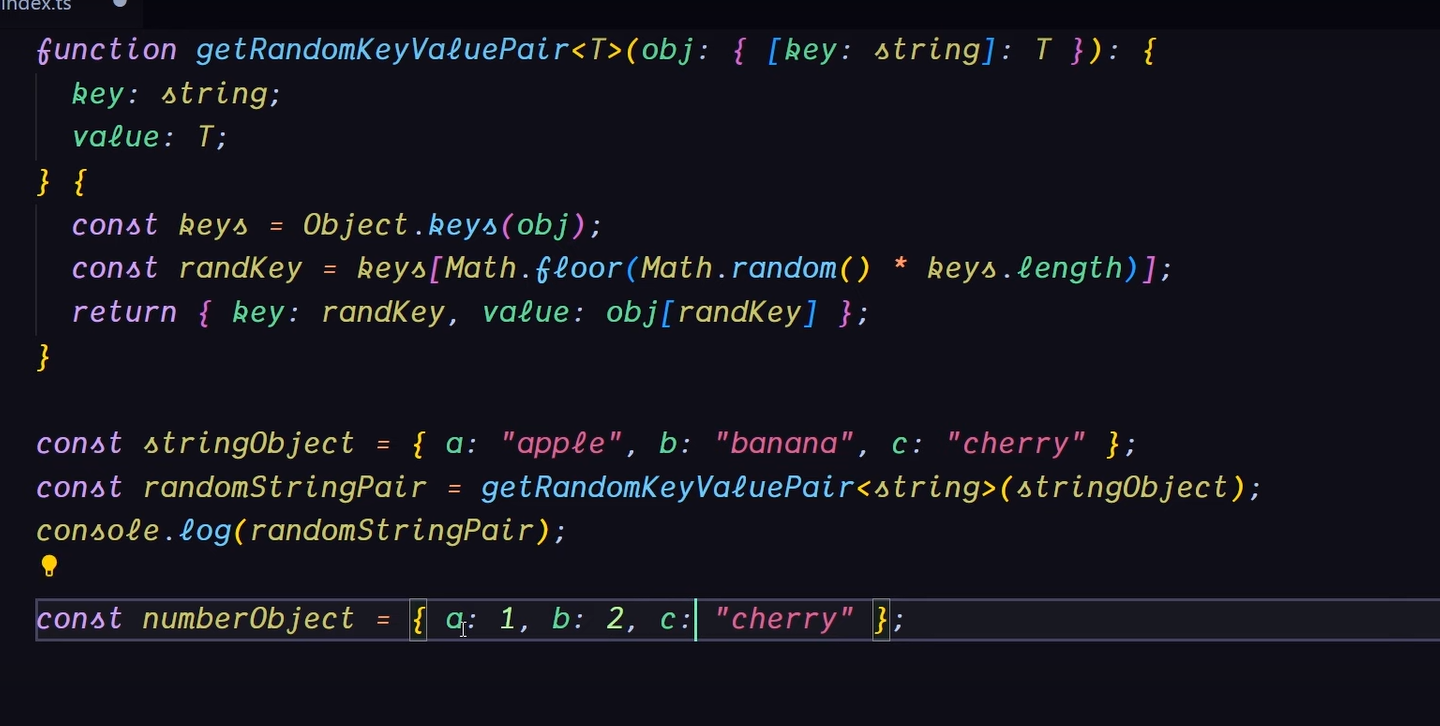 index.ts
function getRandomKeyValuePair<T>(obj: { [key: string]: T }): {
  key: string;
  value: T;
} {
  const keys = Object.keys(obj);
  const randKey = keys[Math.floor(Math.random() * keys.length)];
  return { key: randKey, value: obj[randKey] };
}
const stringObject = { a: "apple", b: "banana", c: "cherry" };
const randomStringPair = getRandomKeyValuePair<string>(stringObject);
console.log(randomStringPair);
const numberObject = { a: 1, b: 2, c: "cherry" };